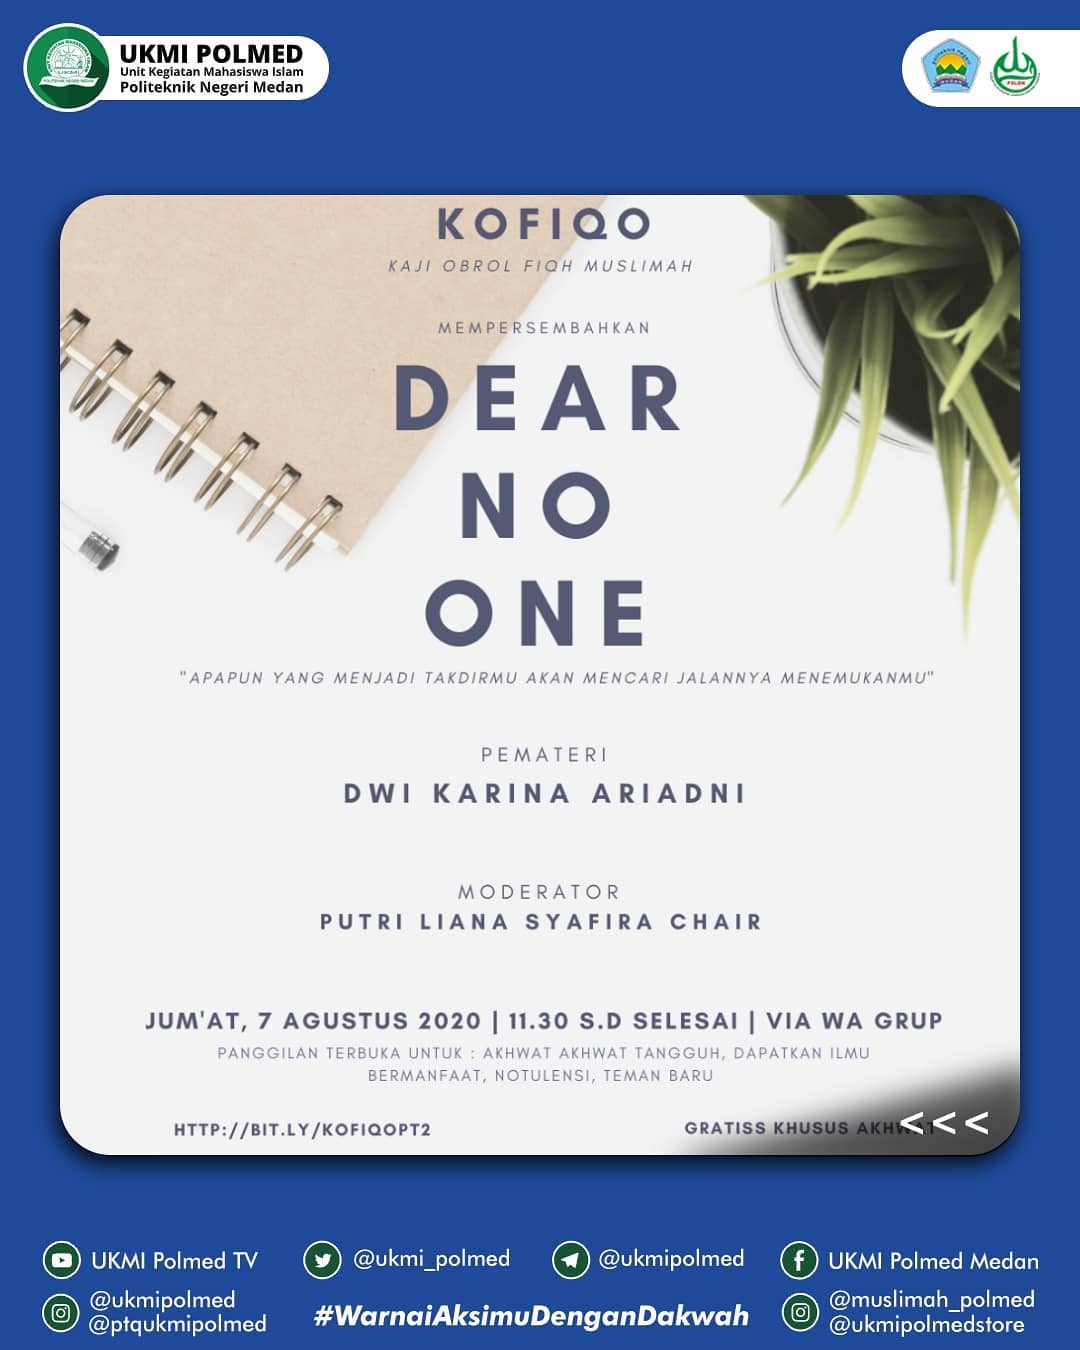 UKMI POLMED
Unit Kegiatan Mahasiswa Islam
Politeknik Negeri Medan
KOFIQO
KAJI OBROL FIQH MUSLIMAH
MEMPERSEMBAHKAN
DEAR
NO
ONE
"APAPUN YANG MENJADI TAKDIRMU AKAN MENCARI JALANNYA MENEMUKANMU"
PEMATERI
DWI KARINA ARIADNI
MODERATOR
PUTRI LIANA SYAFIRA CHAIR
JUM'AT, 7 AGUSTUS 2020 | 11.30 S.D SELESAI | VIA WA GRUP
PANGGILAN TERBUKA UNTUK : AKHWAT AKHWAT TANGGUH, DAPATKAN ILMU
BERMANFAAT, NOTULENSI, TEMAN BARU
HTTP://BIT.LY/KOFIQOPT2
GRATISS KHUSUS AKHWAT
<<<
UKMI Polmed TV
@ukmi_polmed
@ukmipolmed
UKMI Polmed Medan
@ukmipolmed
@ptqukmipolmed
#WarnaiAksimuDenganDakwah
@muslimah_polmed
@ukmipolmedstore